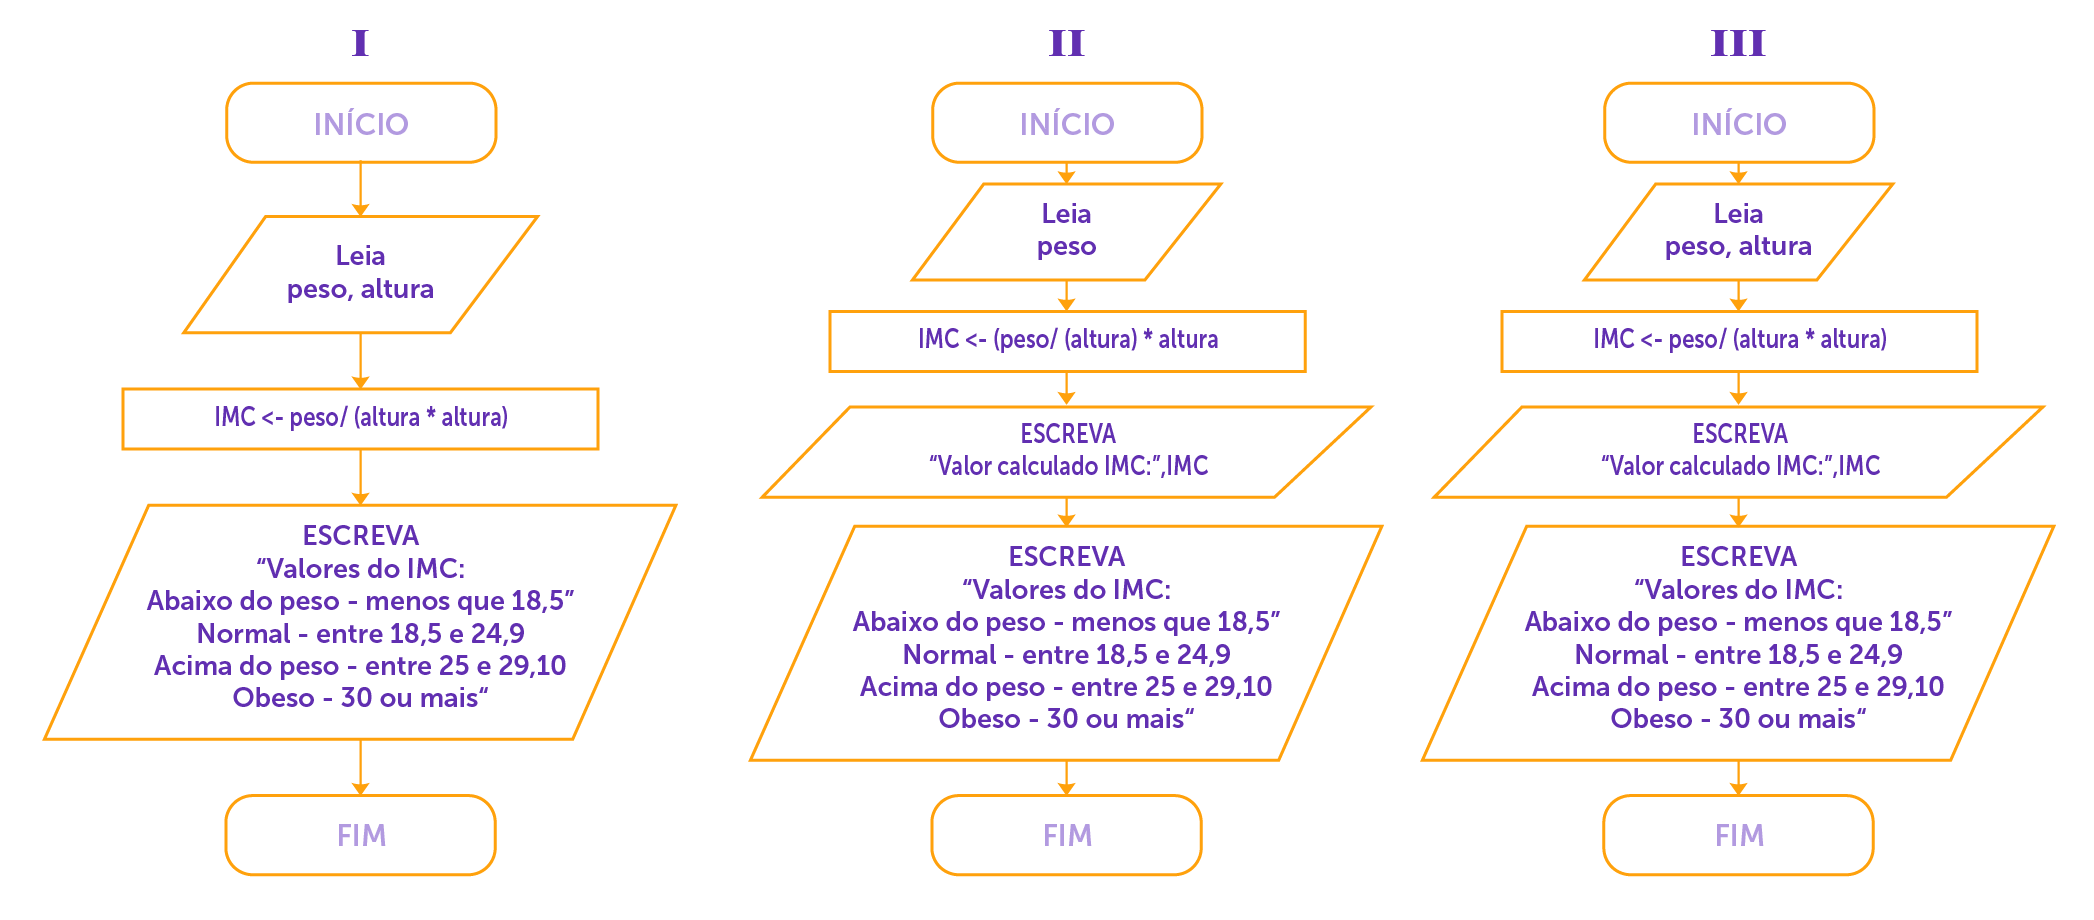 I
INÍCIO
Leia
peso, altura
IMC <- peso/ (altura * altura)
ESCREVA
“Valores do IMC:
Abaixo do peso - menos que 18,5”
Normal - entre 18,5 e 24,9
Acima do peso - entre 25 e 29,10
Obeso - 30 ou mais“
FIM
II
INÍCIO
Leia
peso
IMC <- (peso/ (altura) * altura
ESCREVA
“Valor calculado IMC:”,IMC
ESCREVA
“Valores do IMC:
Abaixo do peso - menos que 18,5”
Normal - entre 18,5 e 24,9
Acima do peso - entre 25 e 29,10
Obeso - 30 ou mais“
FIM
III
INÍCIO
Leia
peso, altura
IMC <- peso/ (altura * altura)
ESCREVA
“Valor calculado IMC:”,IMC
ESCREVA
“Valores do IMC:
Abaixo do peso - menos que 18,5”
Normal - entre 18,5 e 24,9
Acima do peso - entre 25 e 29,10
Obeso - 30 ou mais“
FIM